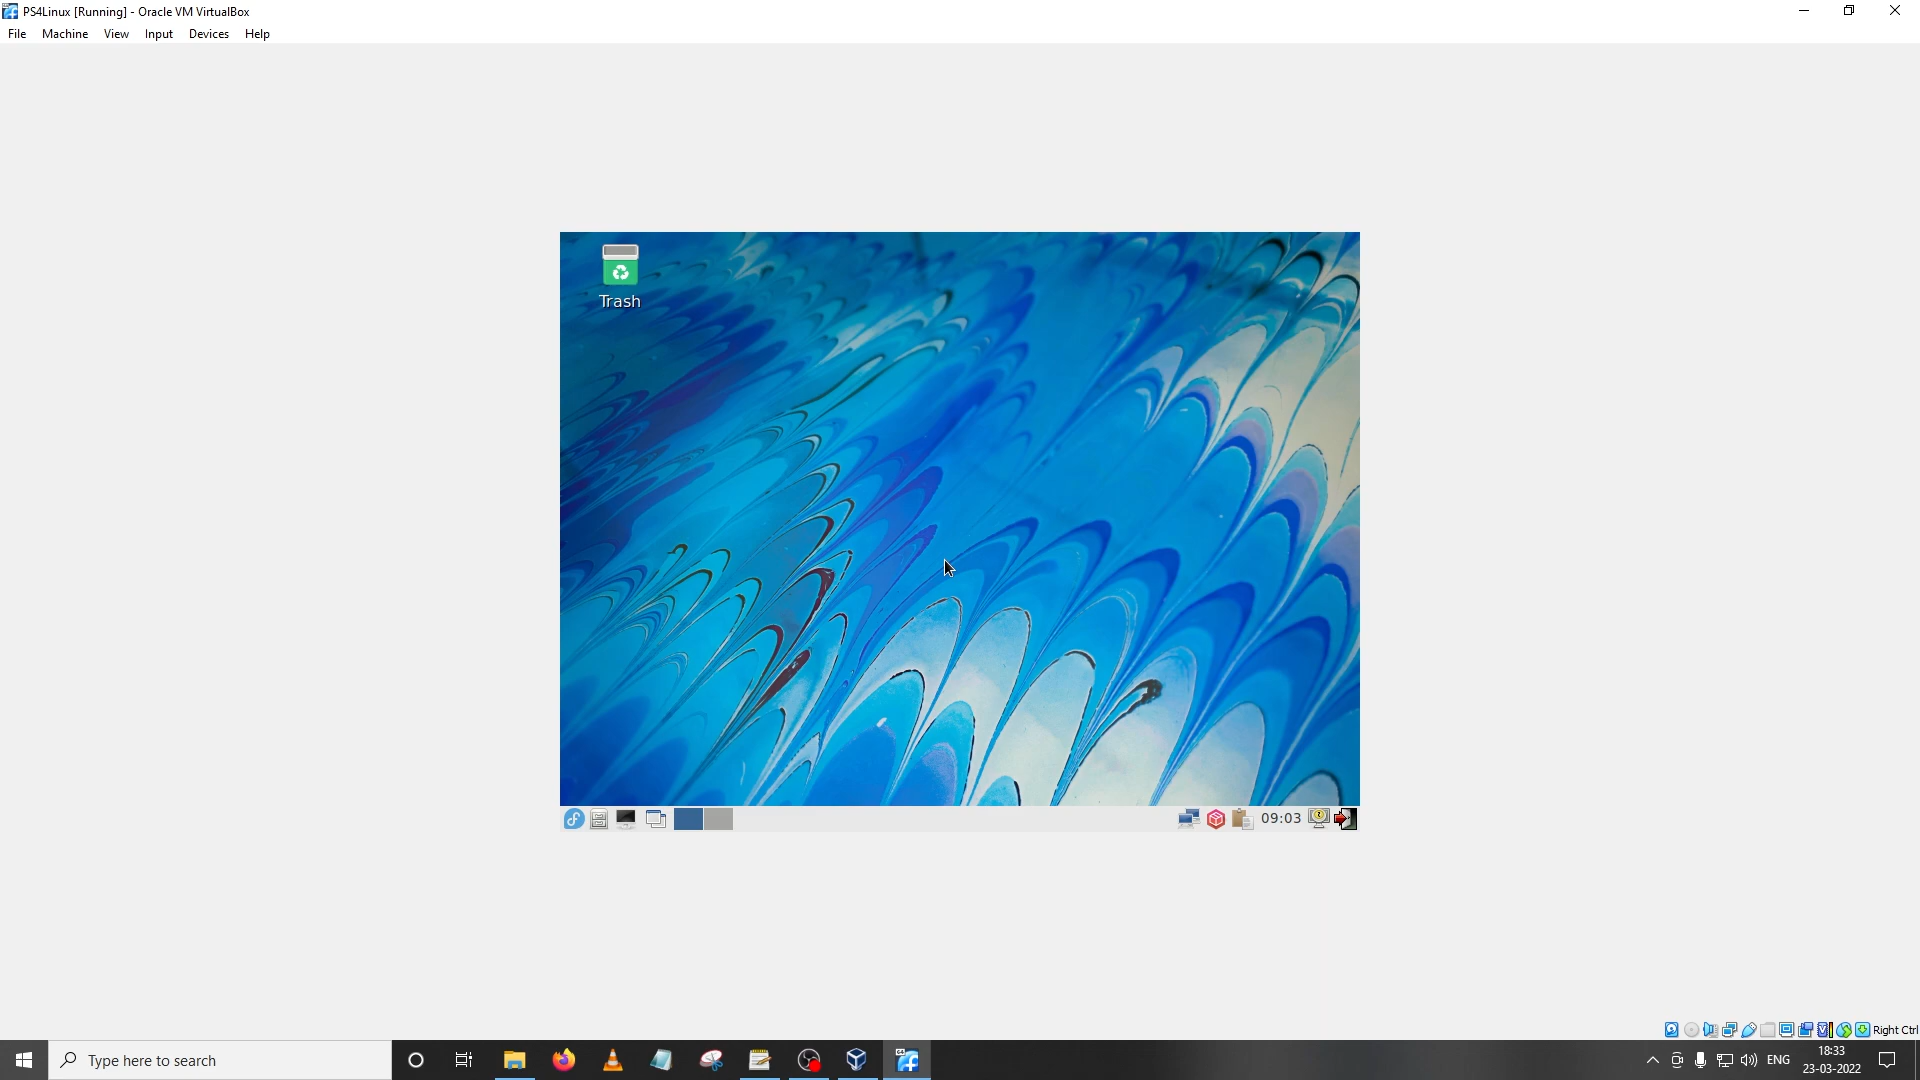 PS4Linux [Running] - Oracle VM VirtualBox
File Machine View Input Devices Help
Trash
09:03
Right Ctrl
Type here to search
ENG
18:33
23-03-2022